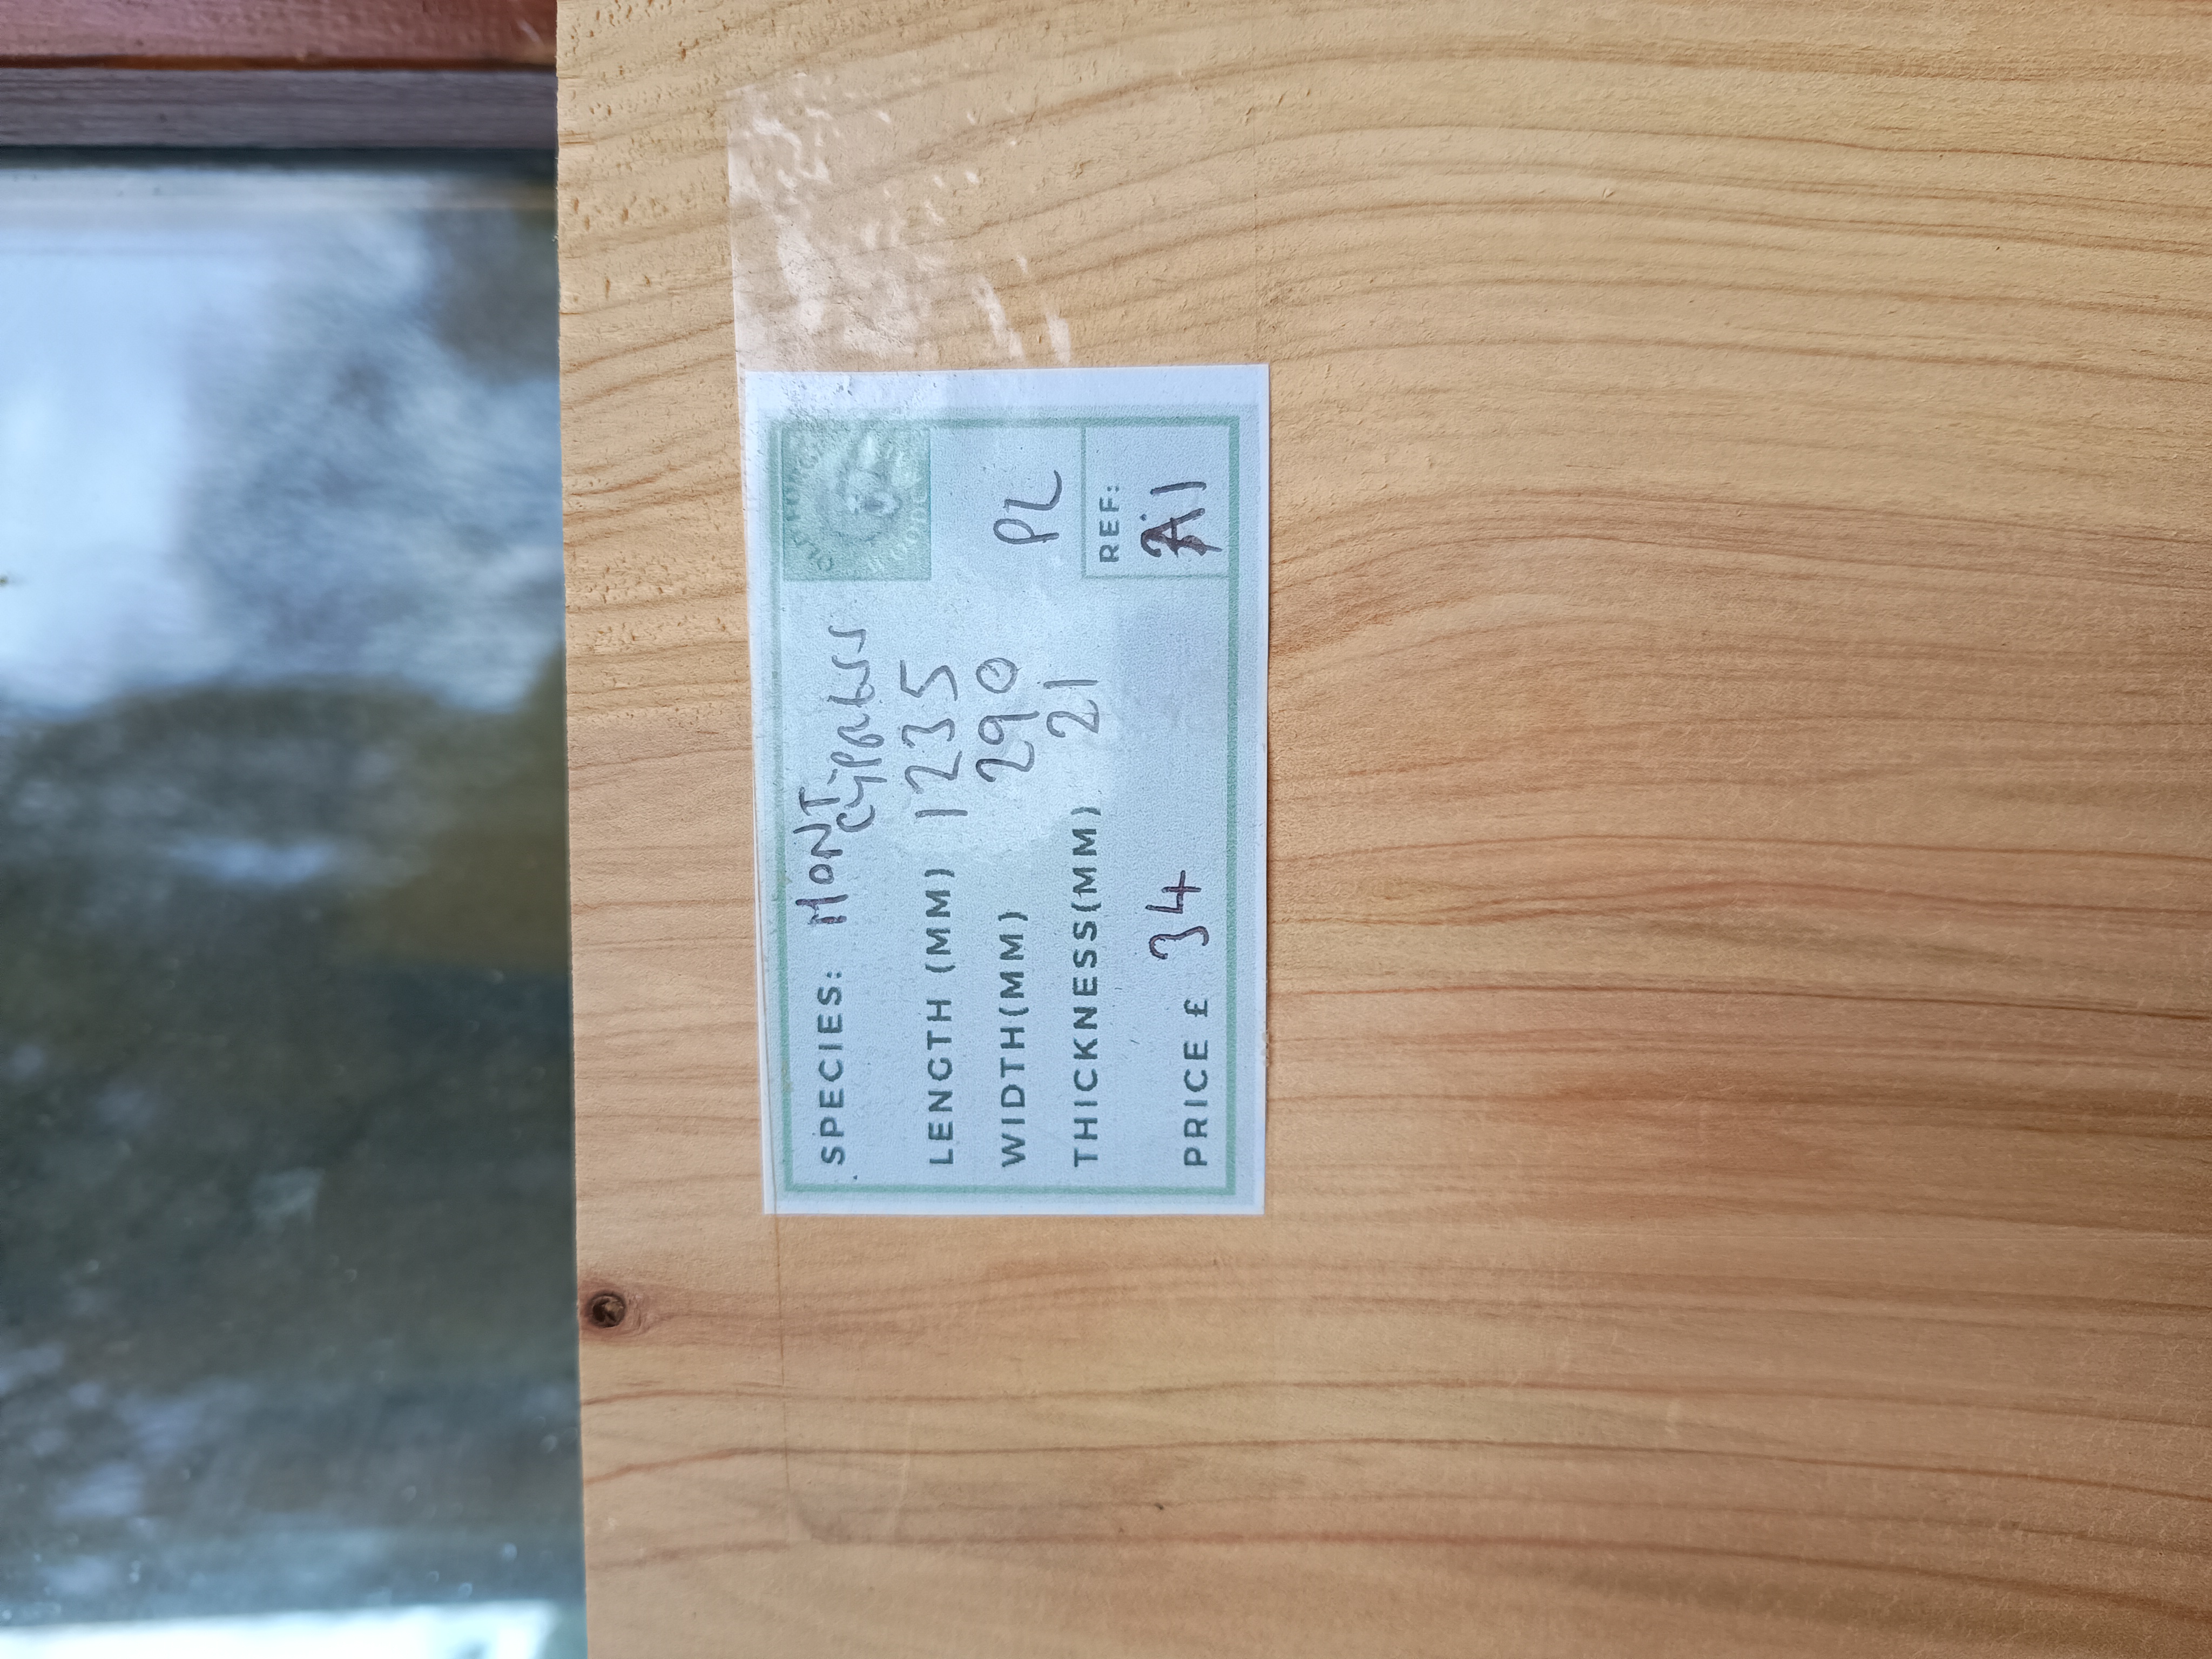 SPECIES: MONT
Cypress
LENGTH (MM) 1235
WIDTH(MM) 290 PL
THICKNESS(MM) 21
REF:
PRICE £ 34 A1